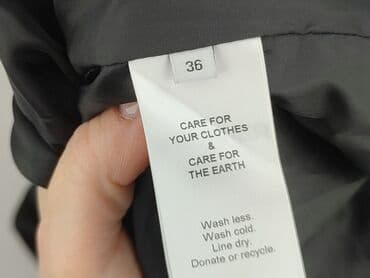 36
CARE FOR
YOUR CLOTHES
&
CARE FOR
THE EARTH
Wash less.
Wash cold.
Line dry.
Donate or recycle.